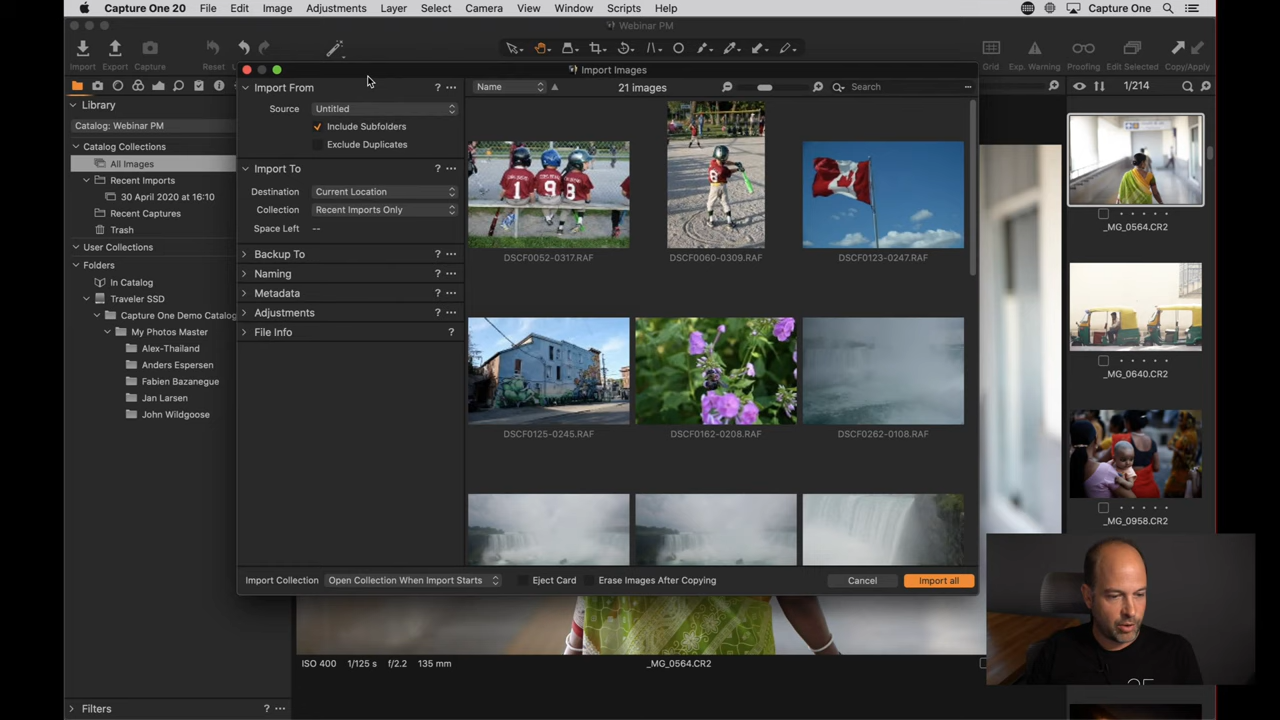 Capture One 20 File Edit Image Adjustments Layer Select Camera View Window Scripts Help Capture One
Webinar PM
Import Export Capture Reset Grid Exp. Warning Proofing Edit Selected Copy/Apply
Import Images
Library
Catalog: Webinar PM
Catalog Collections
All Images
Recent Imports
30 April 2020 at 16:10
Recent Captures
Trash
User Collections
Folders
In Catalog
Traveler SSD
Capture One Demo Catalog
My Photos Master
Alex-Thailand
Anders Espersen
Fabien Bazanegue
Jan Larsen
John Wildgoose
Filters ? •••
Import From ? •••
Source Untitled
Include Subfolders
Exclude Duplicates
Import To ? •••
Destination Current Location
Collection Recent Imports Only
Space Left --
Backup To ? •••
Naming ? •••
Metadata ? •••
Adjustments ? •••
File Info ?
Name 21 images Search •••
1 9 8
8
DSCF0052-0317.RAF DSCF0060-0309.RAF DSCF0123-0247.RAF
DSCF0125-0245.RAF DSCF0162-0208.RAF DSCF0262-0108.RAF
Import Collection Open Collection When Import Starts Eject Card Erase Images After Copying Cancel Import all
ISO 400 1/125 s f/2.2 135 mm _MG_0564.CR2
1/214
_MG_0564.CR2
_MG_0640.CR2
_MG_0958.CR2